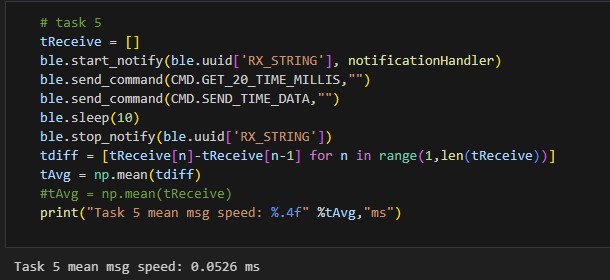 # task 5
tReceive = []
ble.start_notify(ble.uuid['RX_STRING'], notificationHandler)
ble.send_command(CMD.GET_20_TIME_MILLIS,"")
ble.send_command(CMD.SEND_TIME_DATA,"")
ble.sleep(10)
ble.stop_notify(ble.uuid['RX_STRING'])
tdiff = [tReceive[n]-tReceive[n-1] for n in range(1,len(tReceive))]
tAvg = np.mean(tdiff)
#tAvg = np.mean(tReceive)
print("Task 5 mean msg speed: %.4f" %tAvg,"ms")
Task 5 mean msg speed: 0.0526 ms